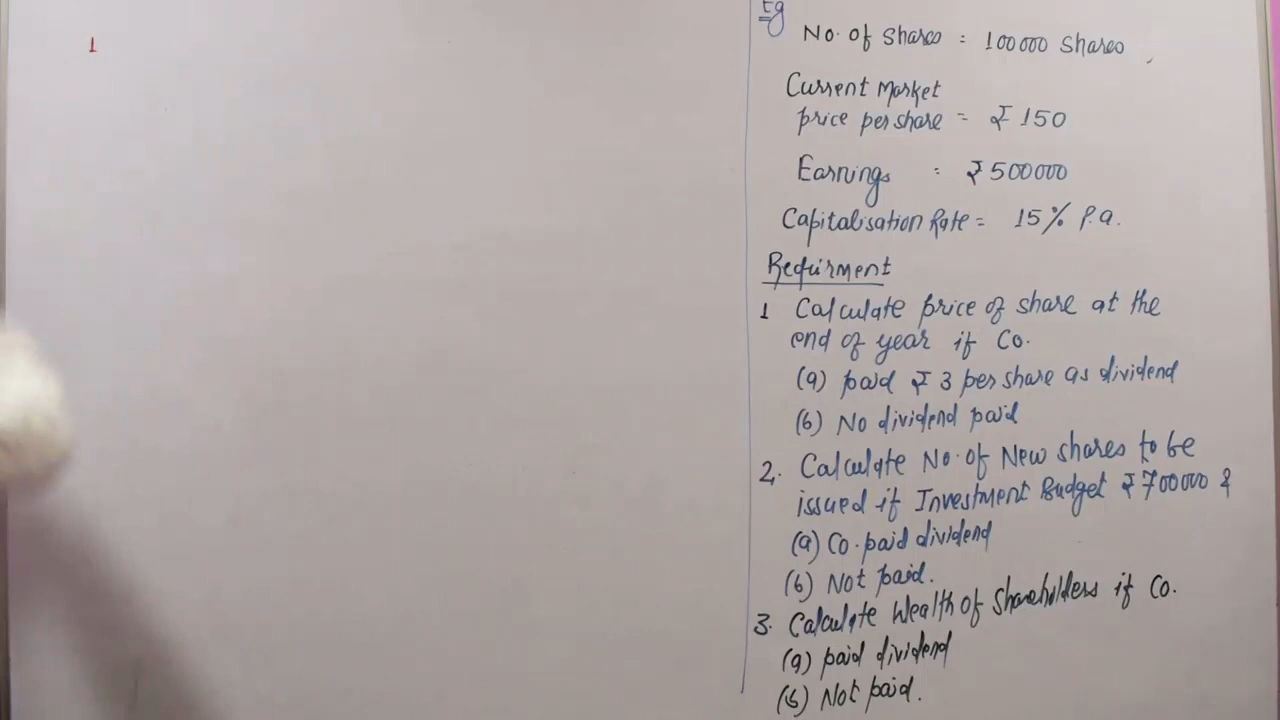 1
Eg
No. of shares = 100000 shares
Current Market
price per share = ₹ 150
Earnings = ₹ 500000
Capitalisation Rate = 15% P.a.
Requirment
1 Calculate price of share at the
end of year if Co.
(a) paid ₹ 3 per share as dividend
(b) No dividend paid
2. Calculate No. of New shares to be
issued if Investment Budget ₹ 700000 &
(a) Co. paid dividend
(b) Not paid.
3. Calculate Wealth of Shareholders if Co.
(a) paid dividend
(b) Not paid.